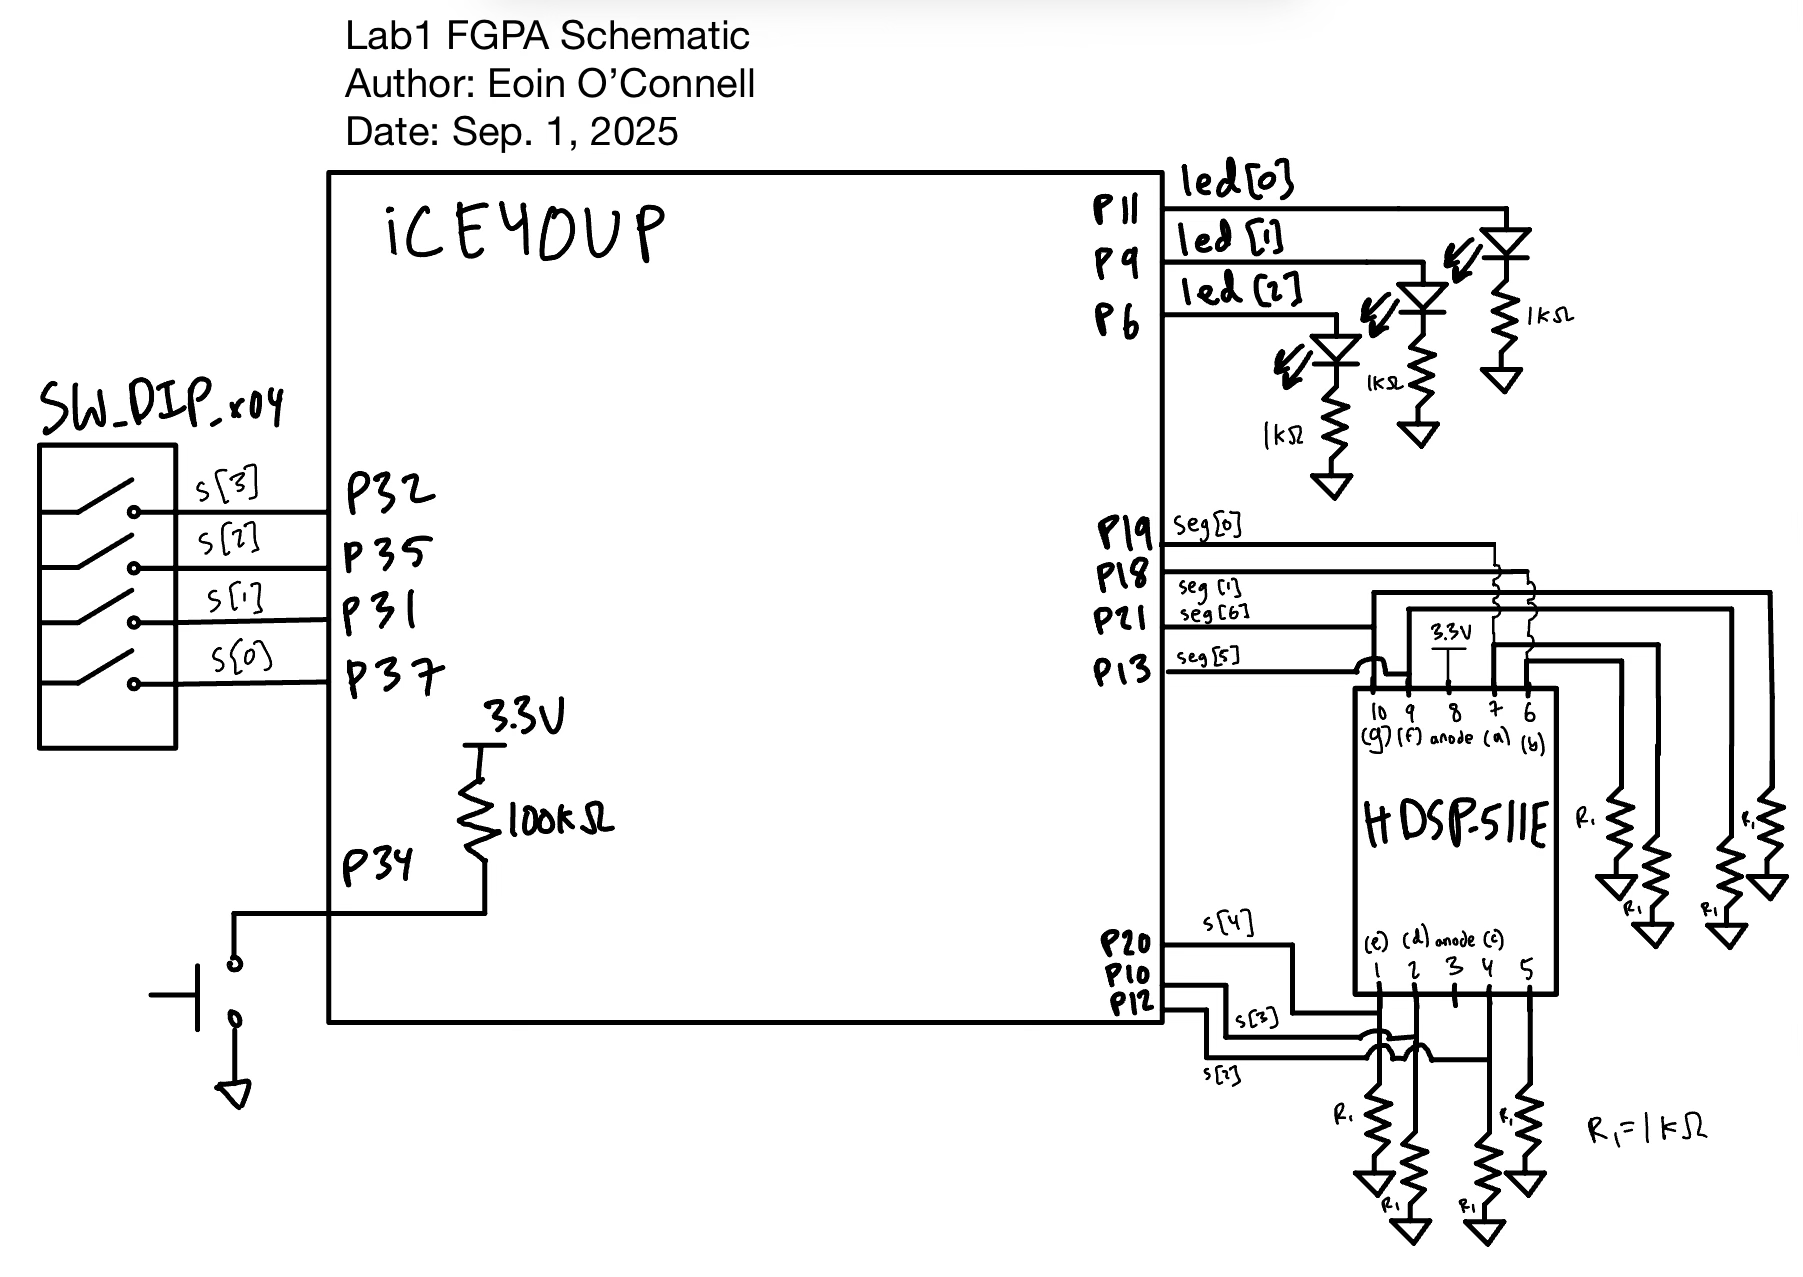 Lab1 FGPA Schematic
Author: Eoin O’Connell
Date: Sep. 1, 2025
iCE40UP
P11
led[0]
P9
led[1]
P6
led[2]
1kΩ
1kΩ
1kΩ
SW_DIP_x04
s[3]
P32
s[2]
P35
s[1]
P31
s[0]
P37
3.3V
100kΩ
P34
P19
seg[0]
P18
seg[1]
P21
seg[6]
P13
seg[5]
3.3V
10 9 8 7 6
(g) (f) anode (a) (b)
HDSP-511E
R1
R1
R1
R1
(e) (d) anode (c)
1 2 3 4 5
P20
s[4]
P10
s[3]
P12
s[2]
R1
R1
R1
R1
R1=1kΩ